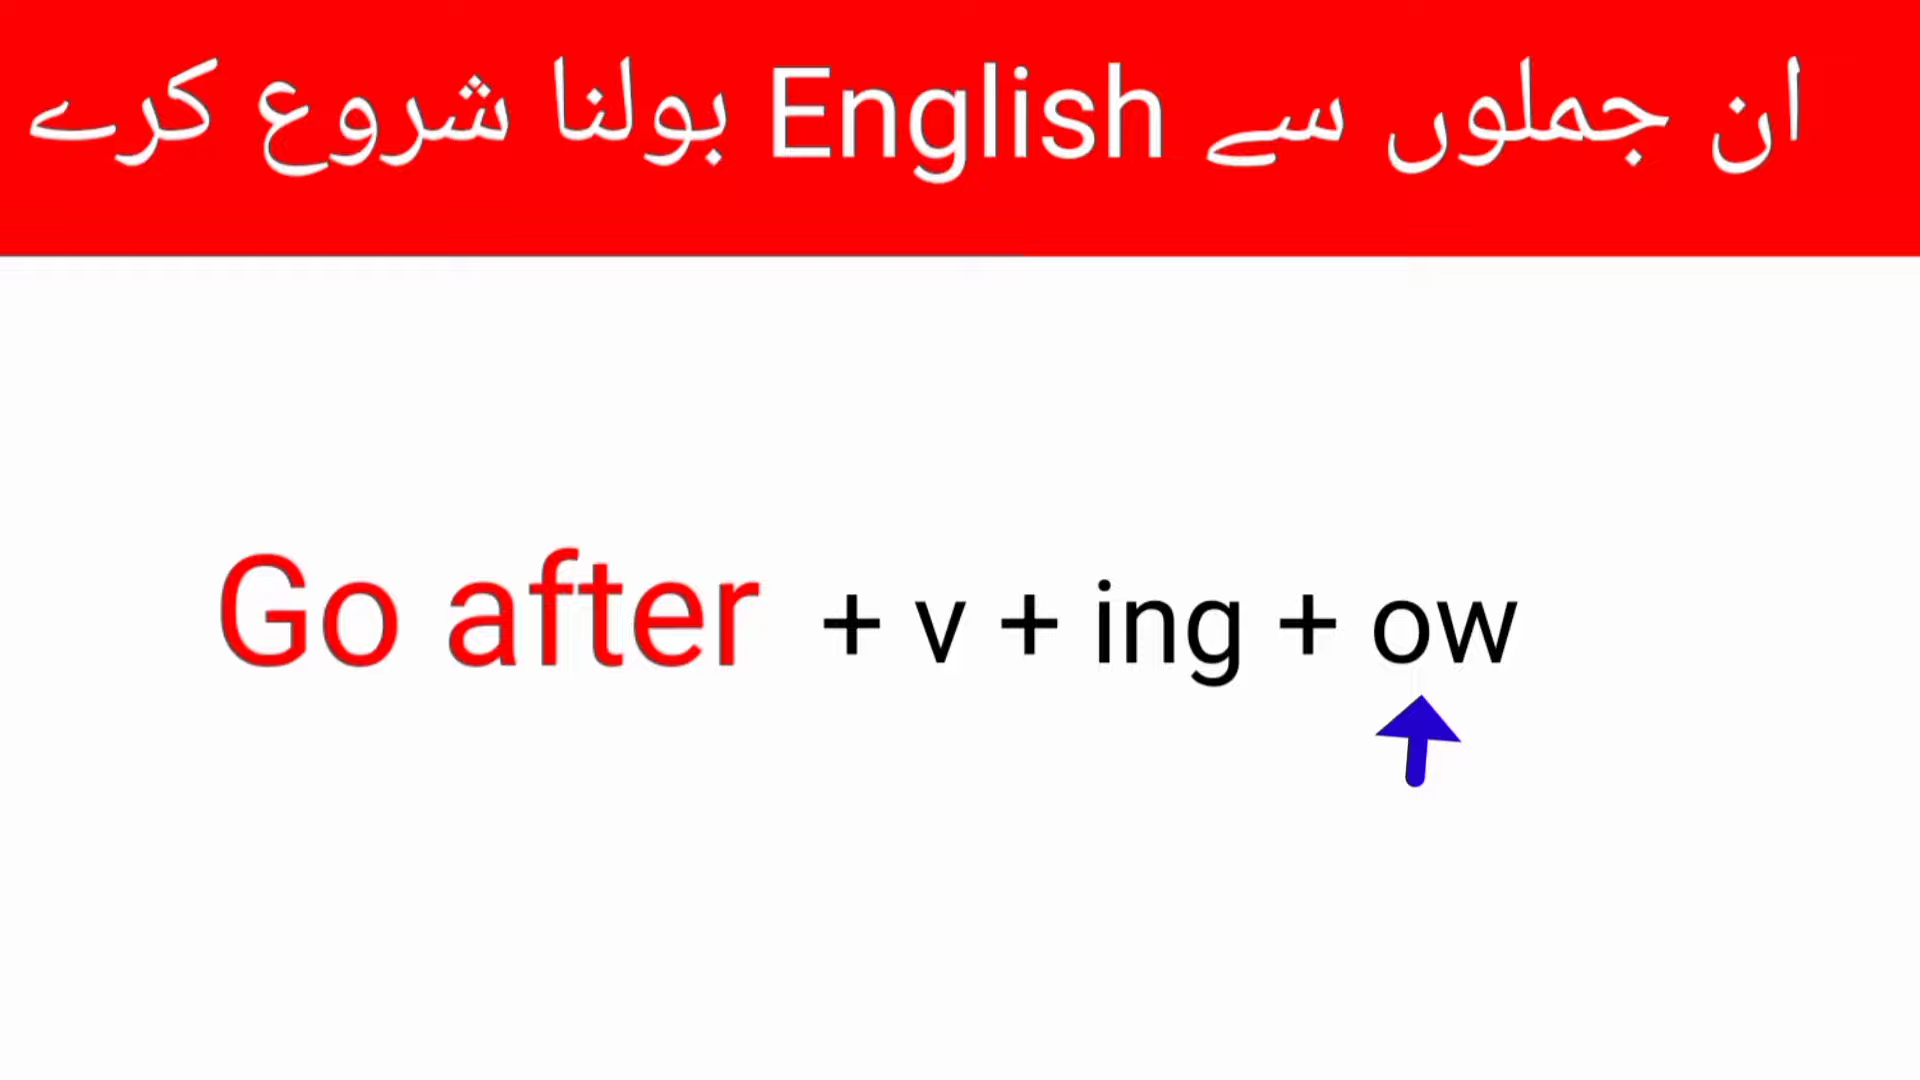 ان جملوں سے English بولنا شروع کرے
Go after + v + ing + ow